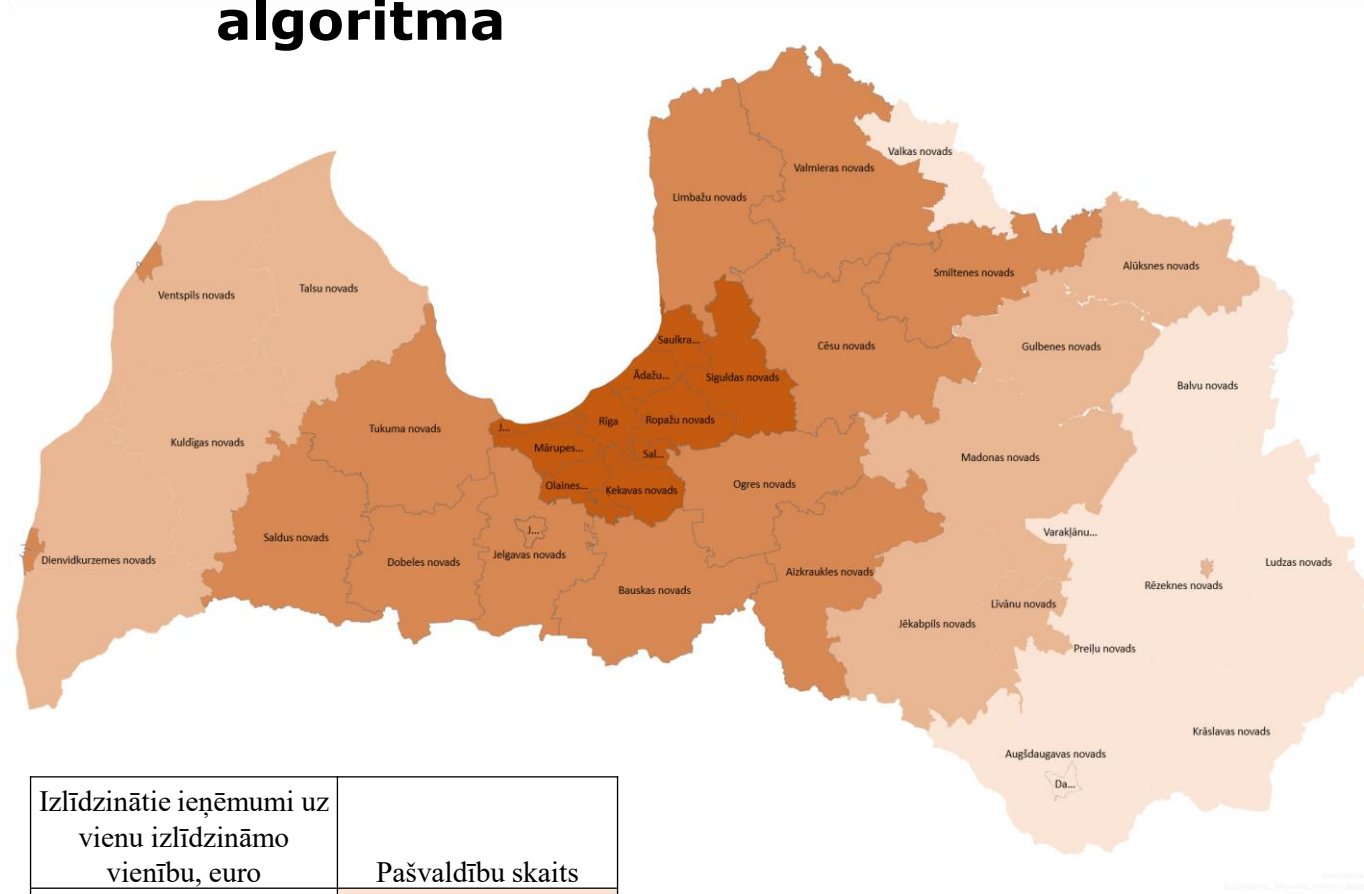 algoritma
Valkas novads
Valmieras novads
Limbažu novads
Alūksnes novads
Smiltenes novads
Ventspils novads
Talsu novads
Saulkra...
Cēsu novads
Gulbenes novads
Ādažu...
Siguldas novads
Balvu novads
Rīga
Ropažu novads
Tukuma novads
J...
Kuldīgas novads
Mārupes...
Sal...
Madonas novads
Olaines...
Ķekavas novads
Ogres novads
J...
Varakļānu...
Saldus novads
Jelgavas novads
Dienvidkurzemes novads
Dobeles novads
Ludzas novads
Aizkraukles novads
Rēzeknes novads
Bauskas novads
Līvānu novads
Jēkabpils novads
Preiļu novads
Krāslavas novads
Augšdaugavas novads
Da...
Izlīdzinātie ieņēmumi uz
vienu izlīdzināmo
vienību, euro
Pašvaldību skaits